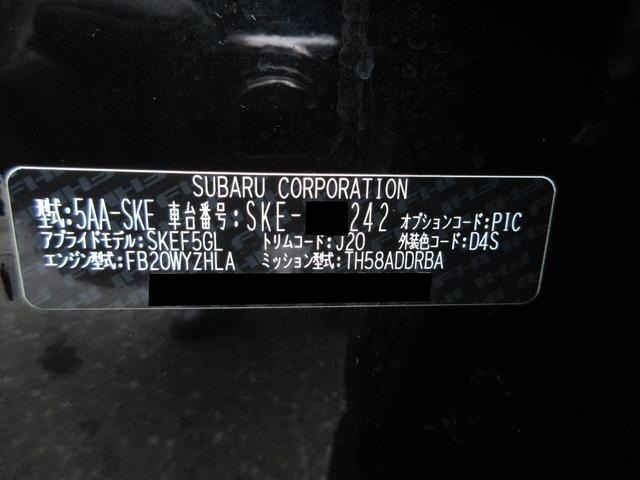 SUBARU CORPORATION
型式:5AA-SKE 車台番号:SKE- 242 オプションコード:PIC
アプライドモデル:SKEF5GL トリムコード:J20 外装色コード:D4S
エンジン型式:FB20WYZHLA ミッション型式:TH58ADDRBA